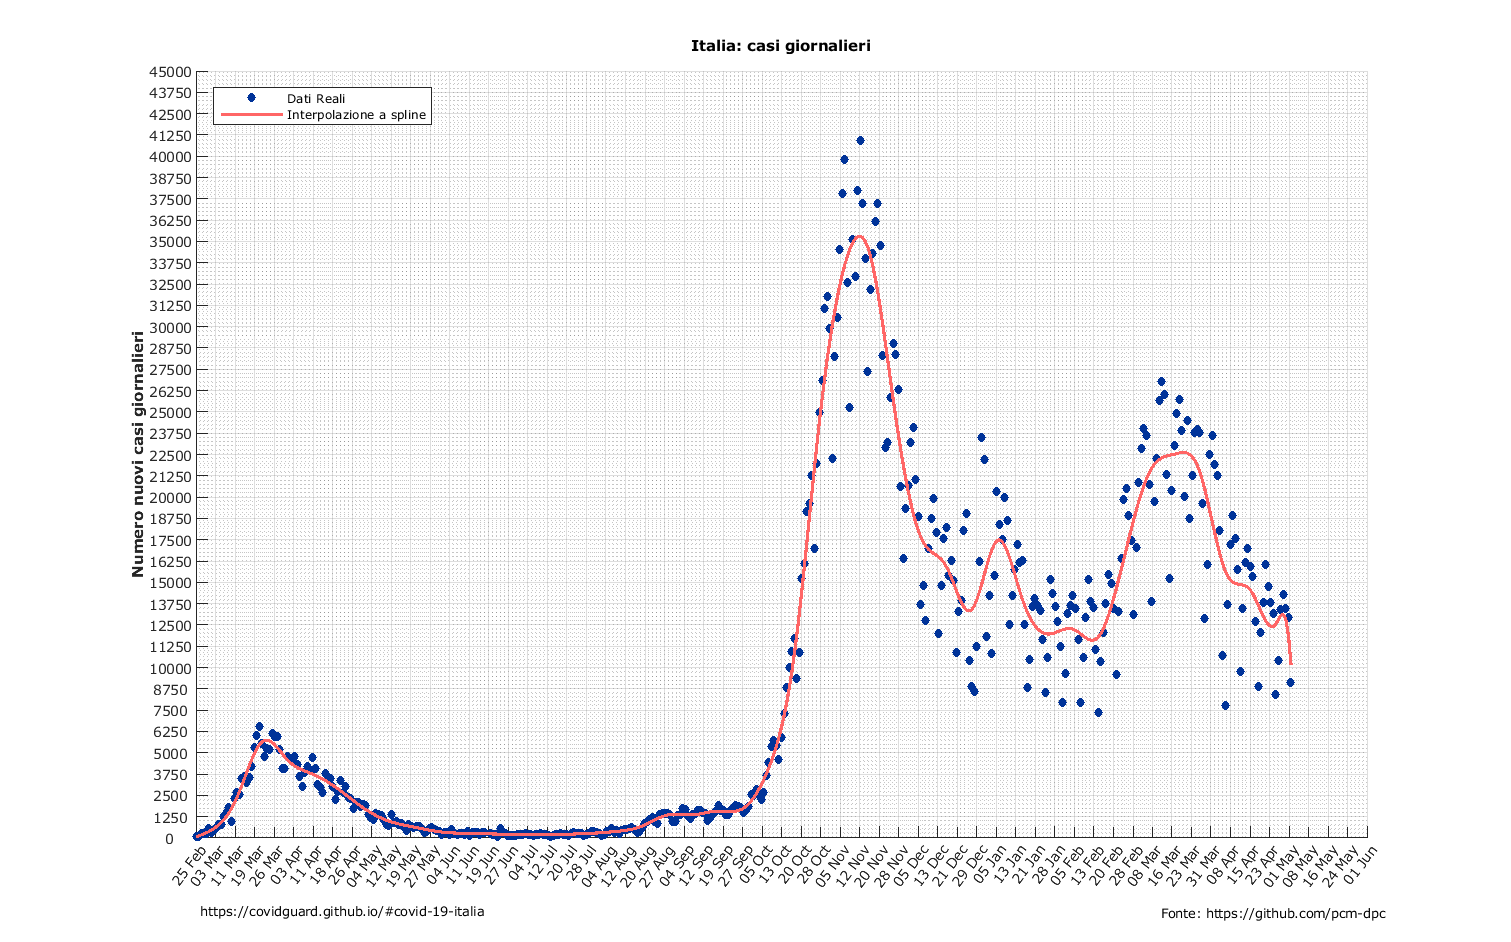 Italia: casi giornalieri
Dati Reali
Interpolazione a spline
Numero nuovi casi giornalieri
45000
43750
42500
41250
40000
38750
37500
36250
35000
33750
32500
31250
30000
28750
27500
26250
25000
23750
22500
21250
20000
18750
17500
16250
15000
13750
12500
11250
10000
8750
7500
6250
5000
3750
2500
1250
0
25 Feb
03 Mar
11 Mar
19 Mar
26 Mar
03 Apr
11 Apr
18 Apr
26 Apr
04 May
12 May
19 May
27 May
04 Jun
11 Jun
19 Jun
27 Jun
04 Jul
12 Jul
20 Jul
28 Jul
04 Aug
12 Aug
20 Aug
27 Aug
04 Sep
12 Sep
19 Sep
27 Sep
05 Oct
13 Oct
20 Oct
28 Oct
05 Nov
12 Nov
20 Nov
28 Nov
05 Dec
13 Dec
21 Dec
29 Dec
05 Jan
13 Jan
21 Jan
28 Jan
05 Feb
13 Feb
20 Feb
28 Feb
08 Mar
16 Mar
23 Mar
31 Mar
08 Apr
15 Apr
23 Apr
01 May
08 May
16 May
24 May
01 Jun
https://covidguard.github.io/#covid-19-italia
Fonte: https://github.com/pcm-dpc